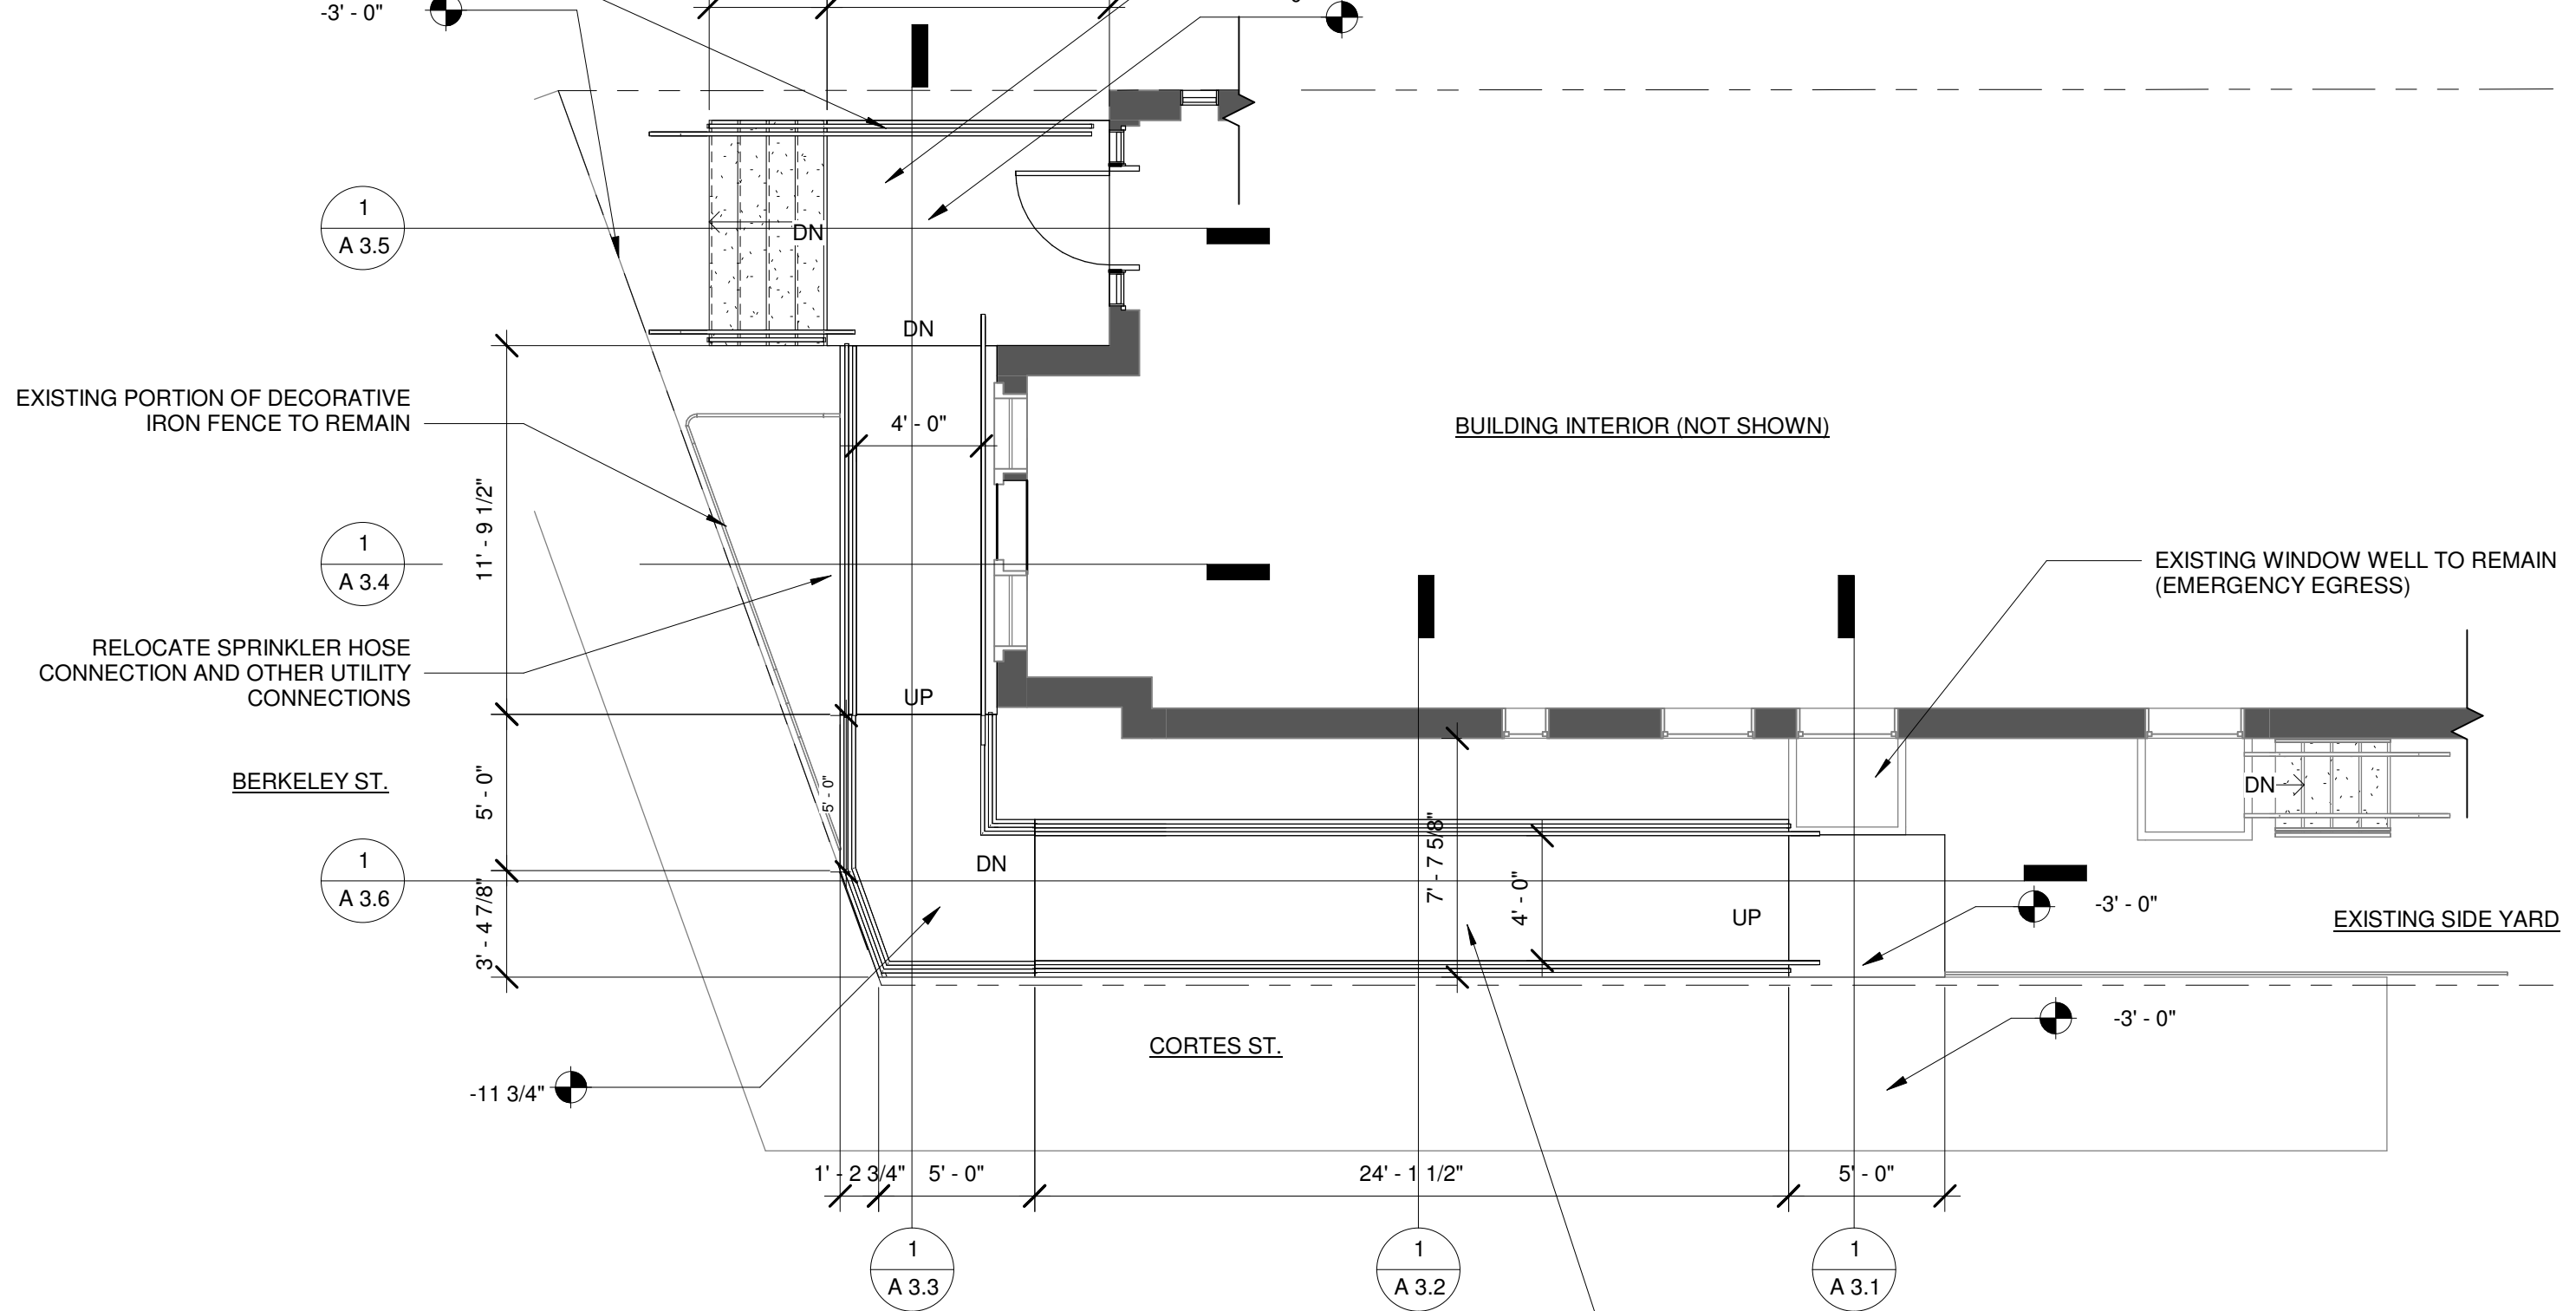 -3' - 0"
1
A 3.5
DN
DN
EXISTING PORTION OF DECORATIVE
IRON FENCE TO REMAIN
4' - 0"
BUILDING INTERIOR (NOT SHOWN)
11' - 9 1/2"
1
A 3.4
EXISTING WINDOW WELL TO REMAIN
(EMERGENCY EGRESS)
RELOCATE SPRINKLER HOSE
CONNECTION AND OTHER UTILITY
CONNECTIONS
UP
BERKELEY ST.
5' - 0"
5' - 0"
DN
7' - 7 5/8"
4' - 0"
DN
1
A 3.6
3' - 4 7/8"
UP
-3' - 0"
EXISTING SIDE YARD
-3' - 0"
CORTES ST.
-11 3/4"
1' - 2 3/4"
5' - 0"
24' - 1 1/2"
5' - 0"
1
A 3.3
1
A 3.2
1
A 3.1